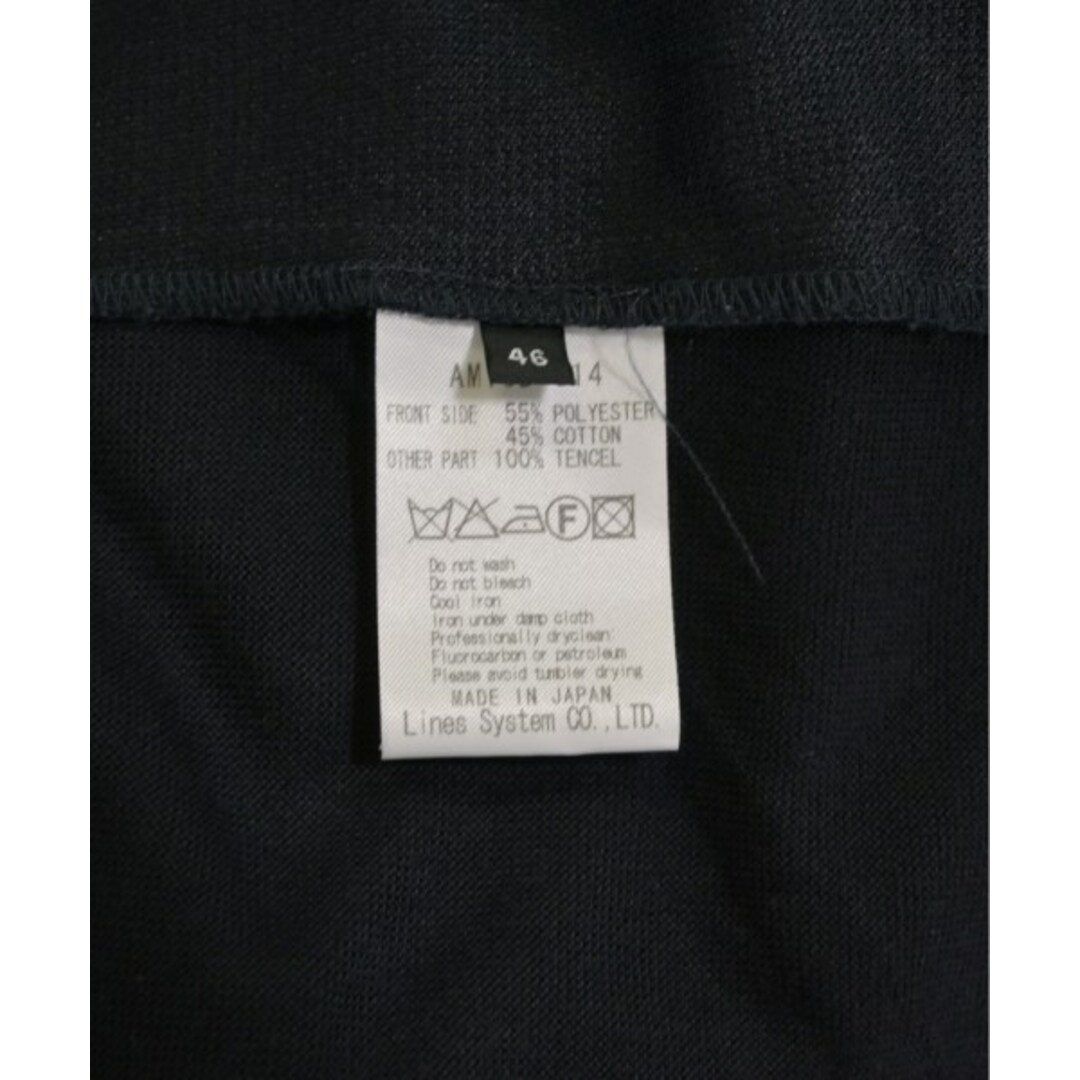 46
AM 14
FRONT SIDE 55% POLYESTER
45% COTTON
OTHER PART 100% TENCEL
F
Do not wash
Do not bleach
Cool iron
iron under damp cloth
Professionally dryclean
Fluorocarbon or petroleum
Please avoid tumbler drying
MADE IN JAPAN
Lines System CO.,LTD.